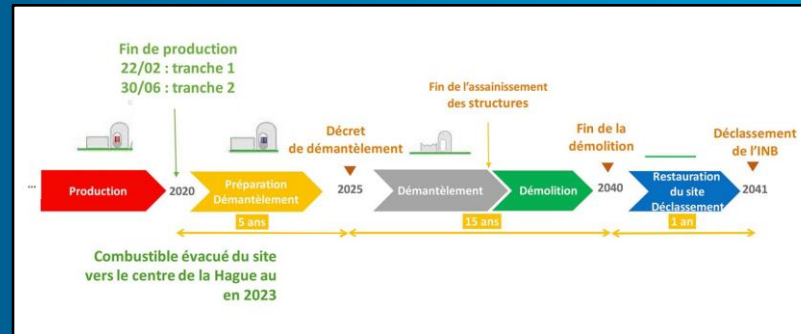 Fin de production
22/02 : tranche 1
30/06 : tranche 2
Décret
de démantèlement
Fin de l'assainissement
des structures
Fin de la
démolition
Déclassement
de l'INB
...
Production
2020
Préparation
Démantèlement
2025
Démantèlement
Démolition
2040
Restauration
du site
Déclassement
2041
5 ans
15 ans
1 an
Combustible évacué du site
vers le centre de la Hague au
en 2023